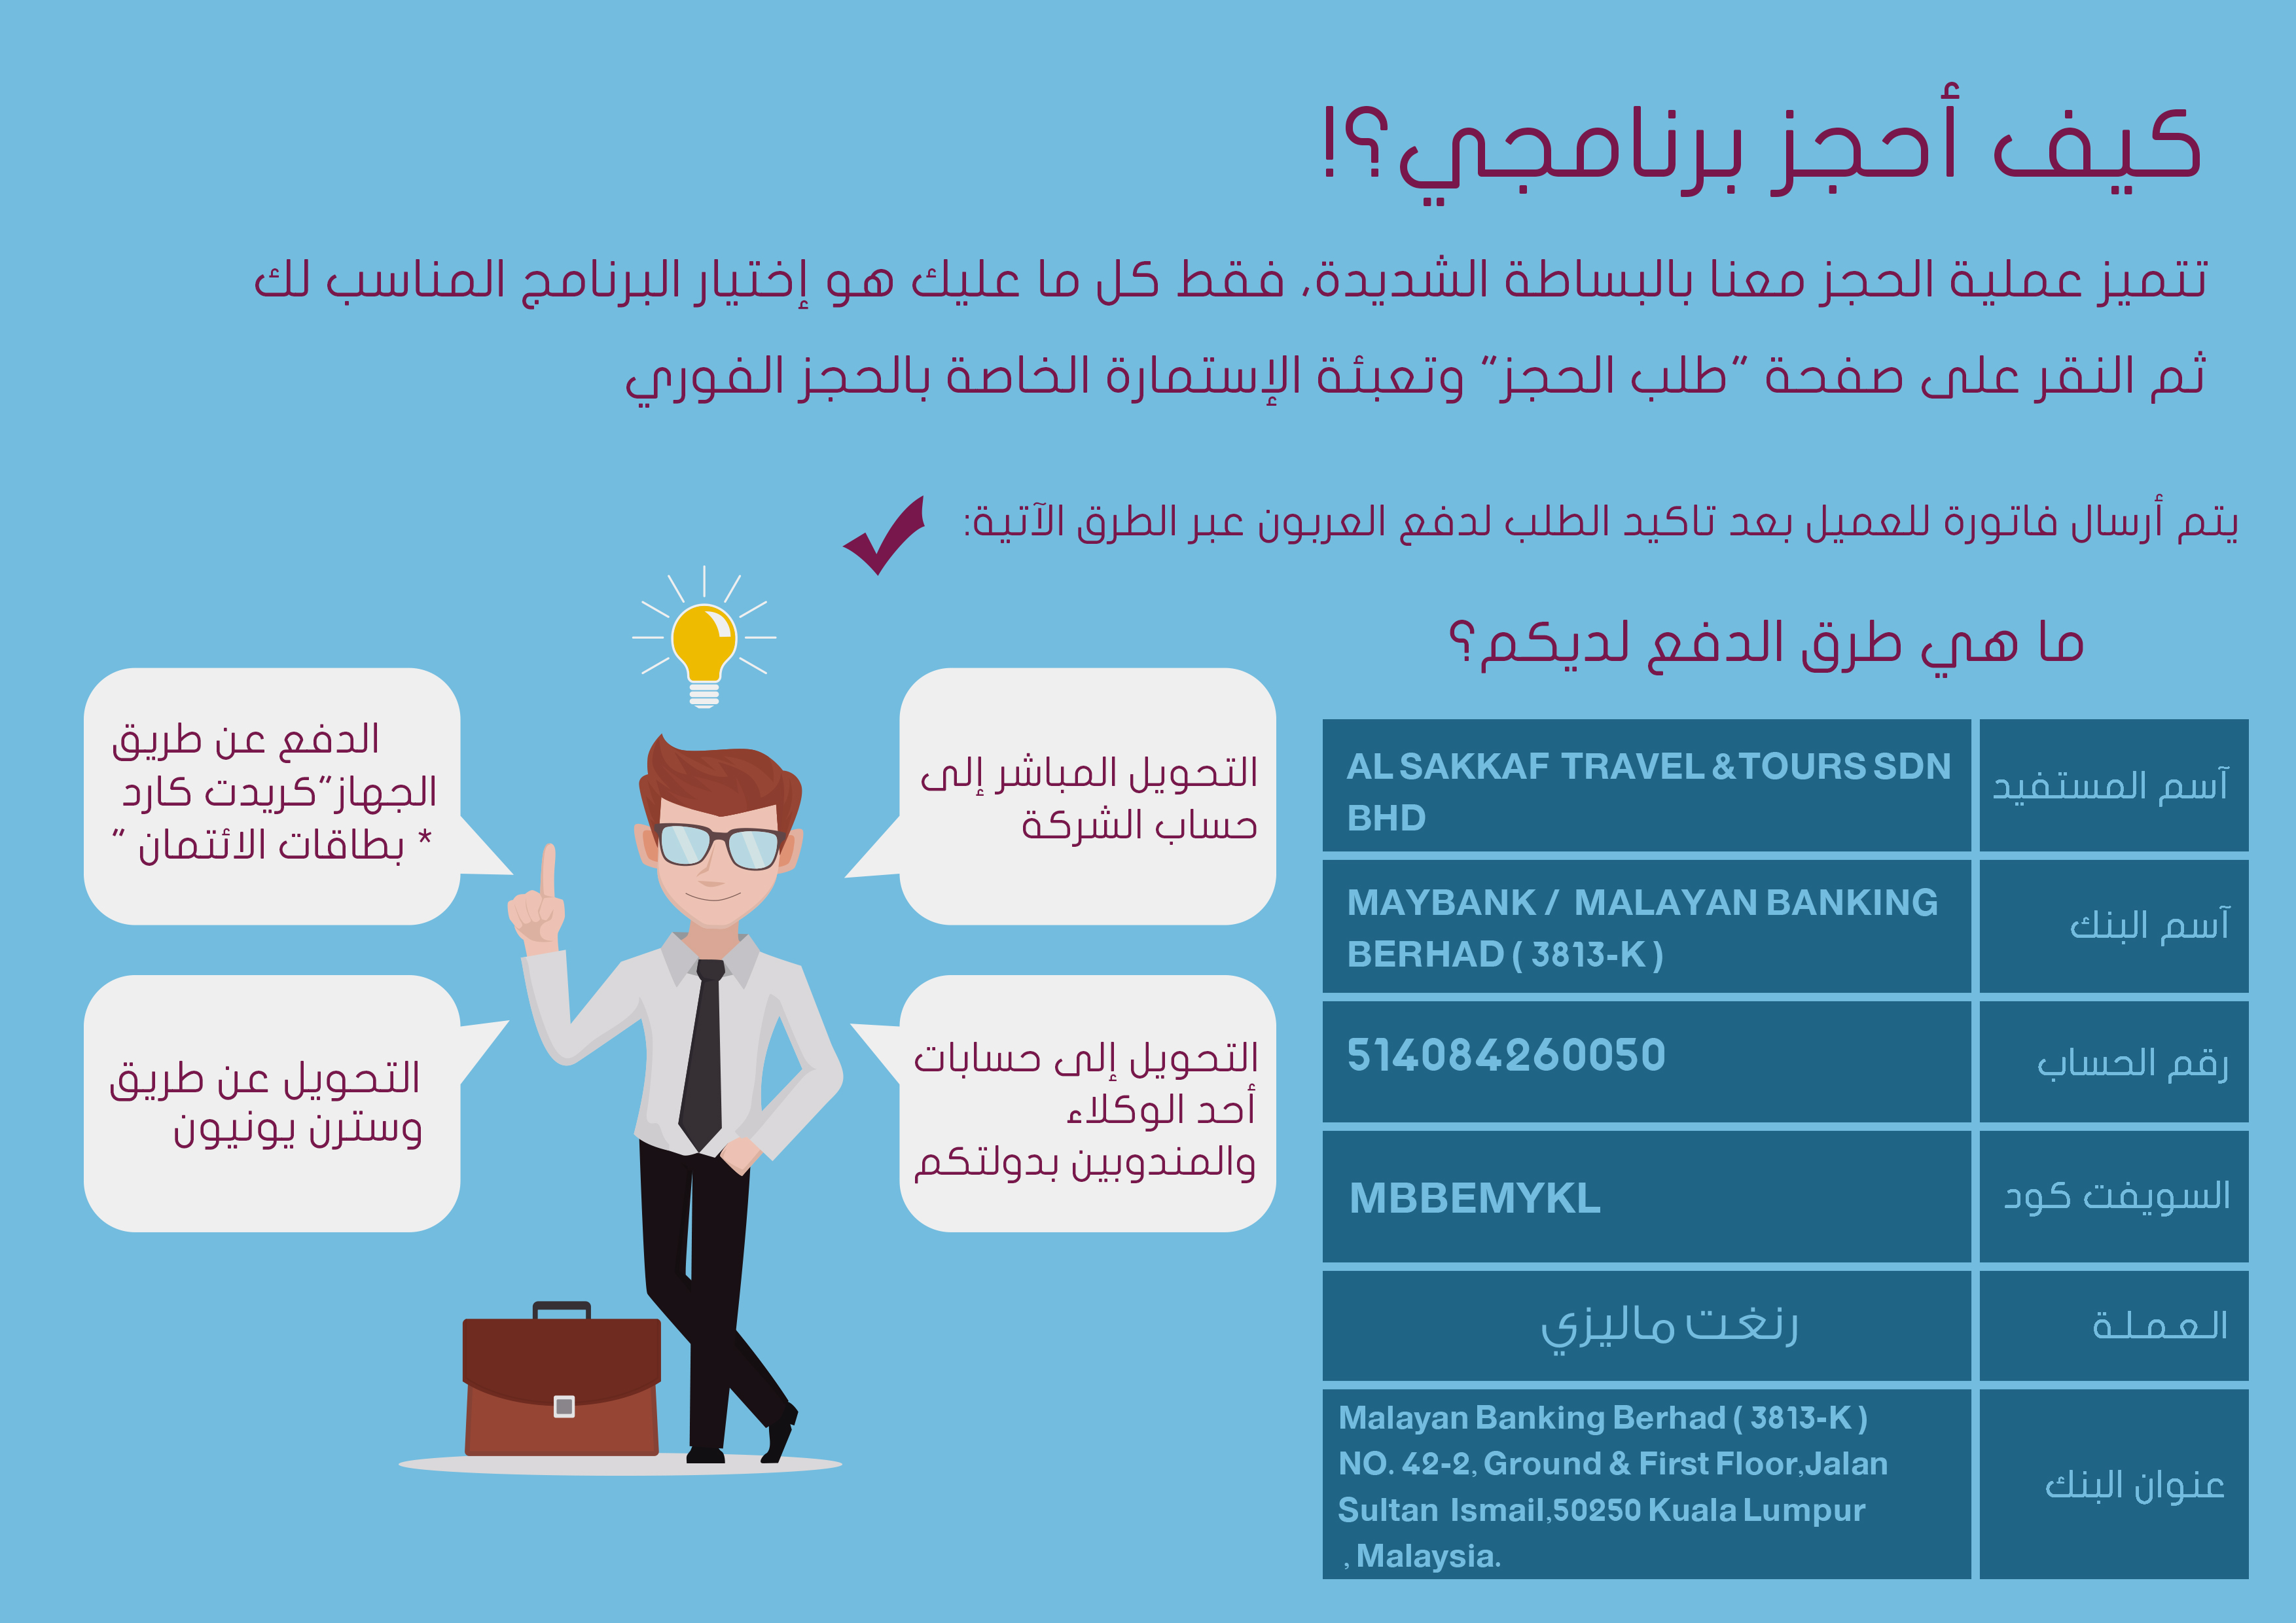 كيف أحجز برنامجي؟!
تتميز عملية الحجز معنا بالبساطة الشديدة، فقط كل ما عليك هو إختيار البرنامج المناسب لك
ثم النقر على صفحة "طلب الحجز" وتعبئة الإستمارة الخاصة بالحجز الفوري
يتم أرسال فاتورة للعميل بعد تاكيد الطلب لدفع العربون عبر الطرق الآتية:
ما هي طرق الدفع لديكم؟
آسم المستفيد
AL SAKKAF TRAVEL &TOURS SDN
BHD
آسم البنك
MAYBANK / MALAYAN BANKING
BERHAD ( 3813-K )
رقم الحساب
514084260050
السويفت كود
MBBEMYKL
العملة
رنغت ماليزي
عنوان البنك
Malayan Banking Berhad ( 3813-K )
NO. 42-2, Ground & First Floor,Jalan
Sultan Ismail,50250 Kuala Lumpur
, Malaysia.
التحويل المباشر إلى
حساب الشركة
الدفع عن طريق
الجهاز"كريدت كارد
* بطاقات الائتمان "
التحويل إلى حسابات
أحد الوكلاء
والمندوبين بدولتكم
التحويل عن طريق
وسترن يونيون